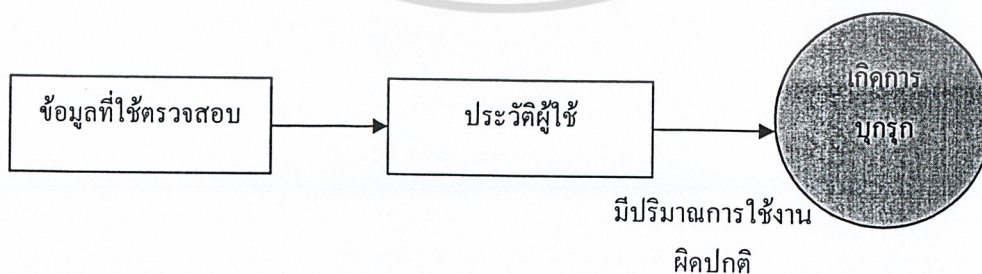 ข้อมูลที่ใช้ตรวจสอบ
ประวัติผู้ใช้
เกิดการ
บุกรุก
มีปริมาณการใช้งาน
ผิดปกติ